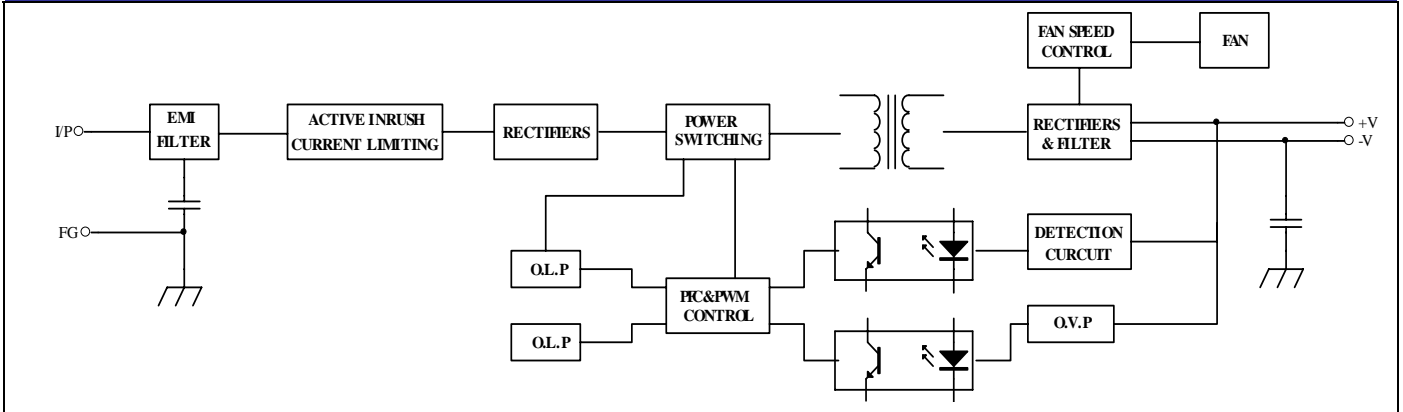 FAN SPEED
CONTROL
FAN
I/P
EMI
FILTER
ACTIVE INRUSH
CURRENT LIMITING
RECTIFIERS
POWER
SWITCHING
RECTIFIERS
& FILTER
+V
-V
FG
DETECTION
CURCUIT
O.L.P
PFC&PWM
CONTROL
O.V.P
O.L.P